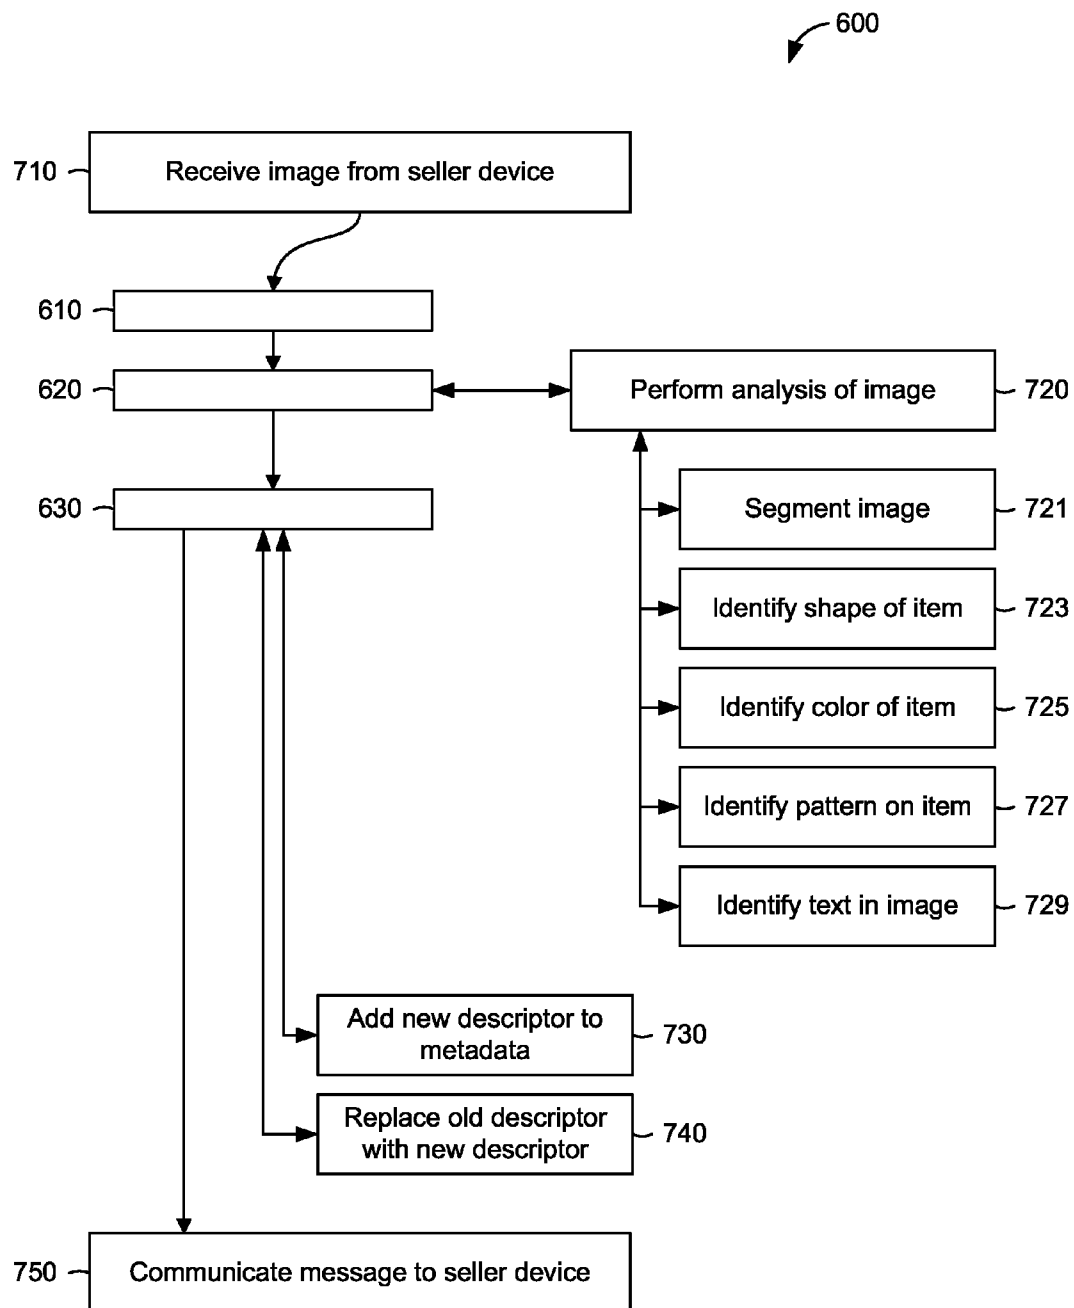 600
710
Receive image from seller device
610
620
Perform analysis of image
720
630
Segment image
721
Identify shape of item
723
Identify color of item
725
Identify pattern on item
727
Identify text in image
729
Add new descriptor to
metadata
730
Replace old descriptor
with new descriptor
740
750
Communicate message to seller device